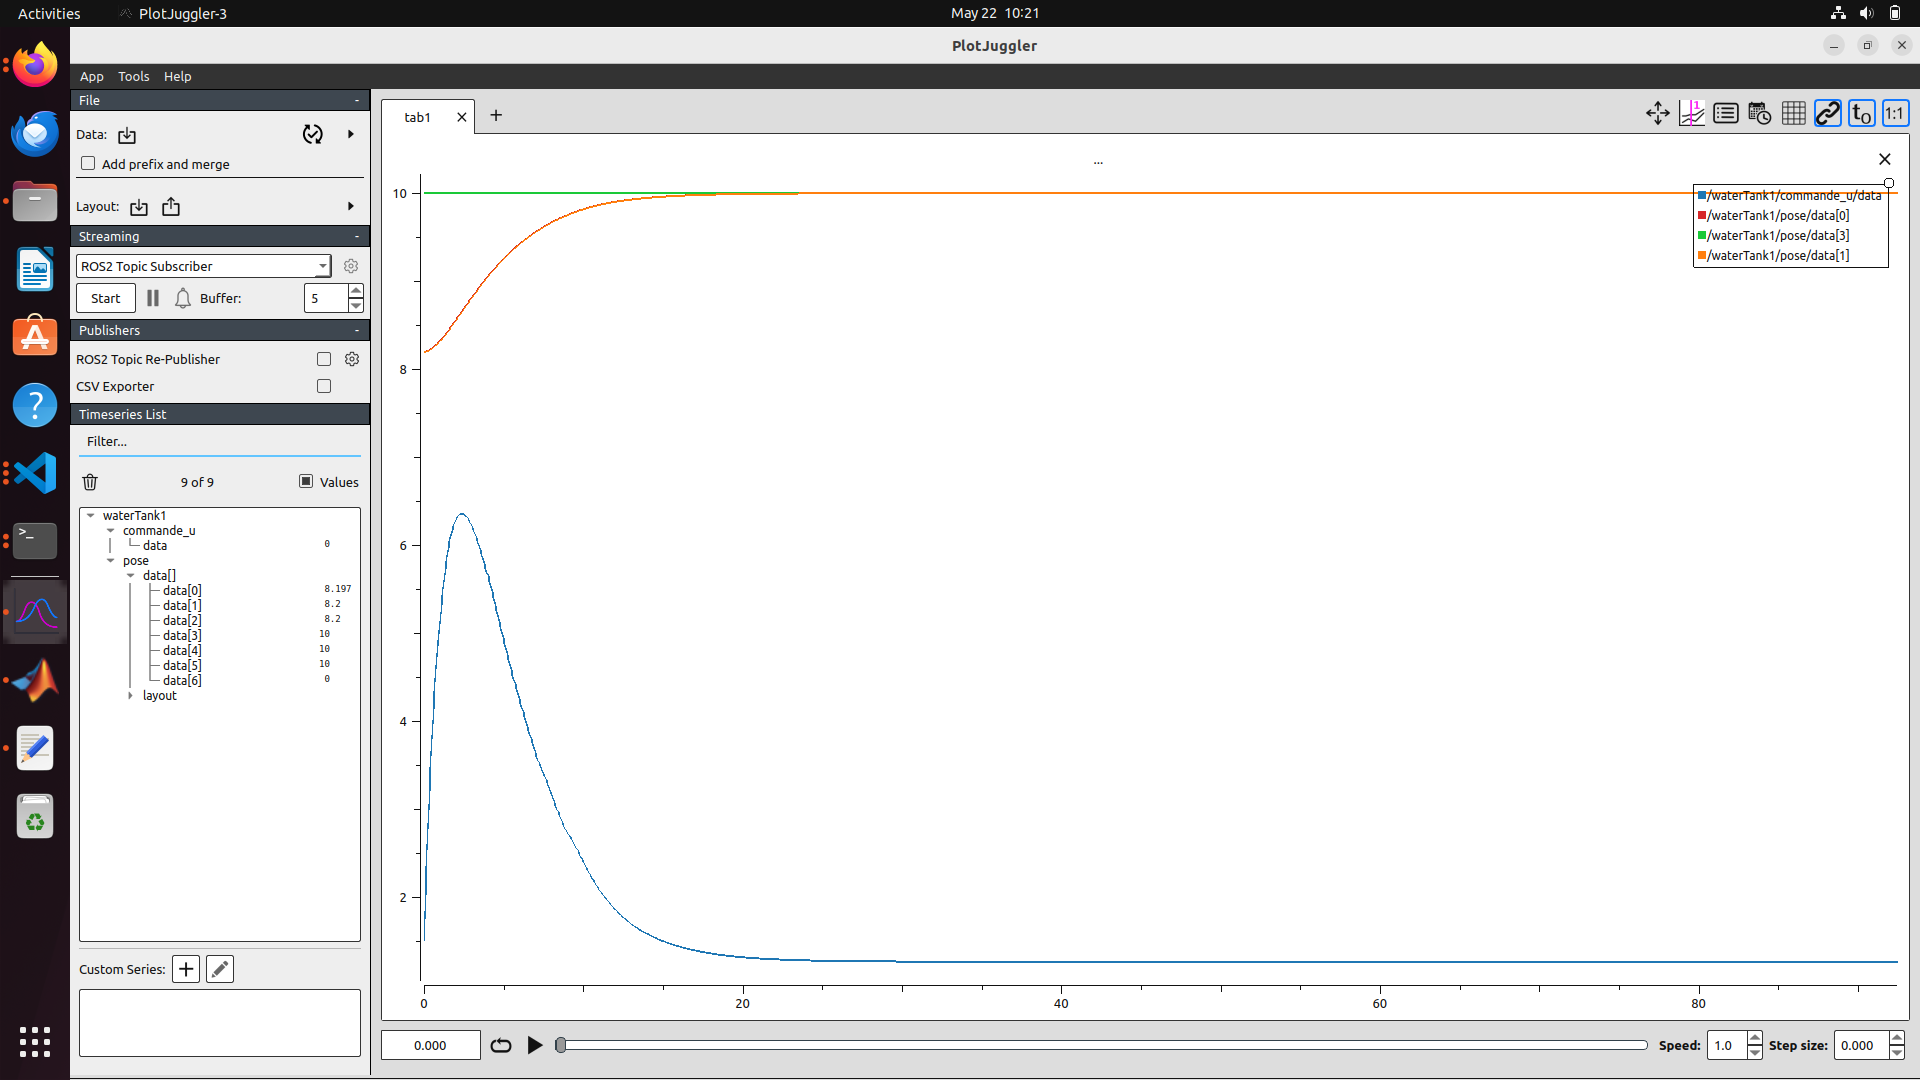 Activities PlotJuggler-3 May 22 10:21
PlotJuggler
App Tools Help
File -
Data:
Add prefix and merge
Layout:
Streaming -
ROS2 Topic Subscriber
Start Buffer: 5
Publishers -
ROS2 Topic Re-Publisher
CSV Exporter
Timeseries List
Filter...
9 of 9 Values
waterTank1
commande_u
data 0
pose
data[]
data[0] 8.197
data[1] 8.2
data[2] 8.2
data[3] 10
data[4] 10
data[5] 10
data[6] 0
layout
Custom Series:
tab1
1 to 1:1
...
/waterTank1/commande_u/data
/waterTank1/pose/data[0]
/waterTank1/pose/data[3]
/waterTank1/pose/data[1]
10
8
6
4
2
0 20 40 60 80
0.000 Speed: 1.0 Step size: 0.000